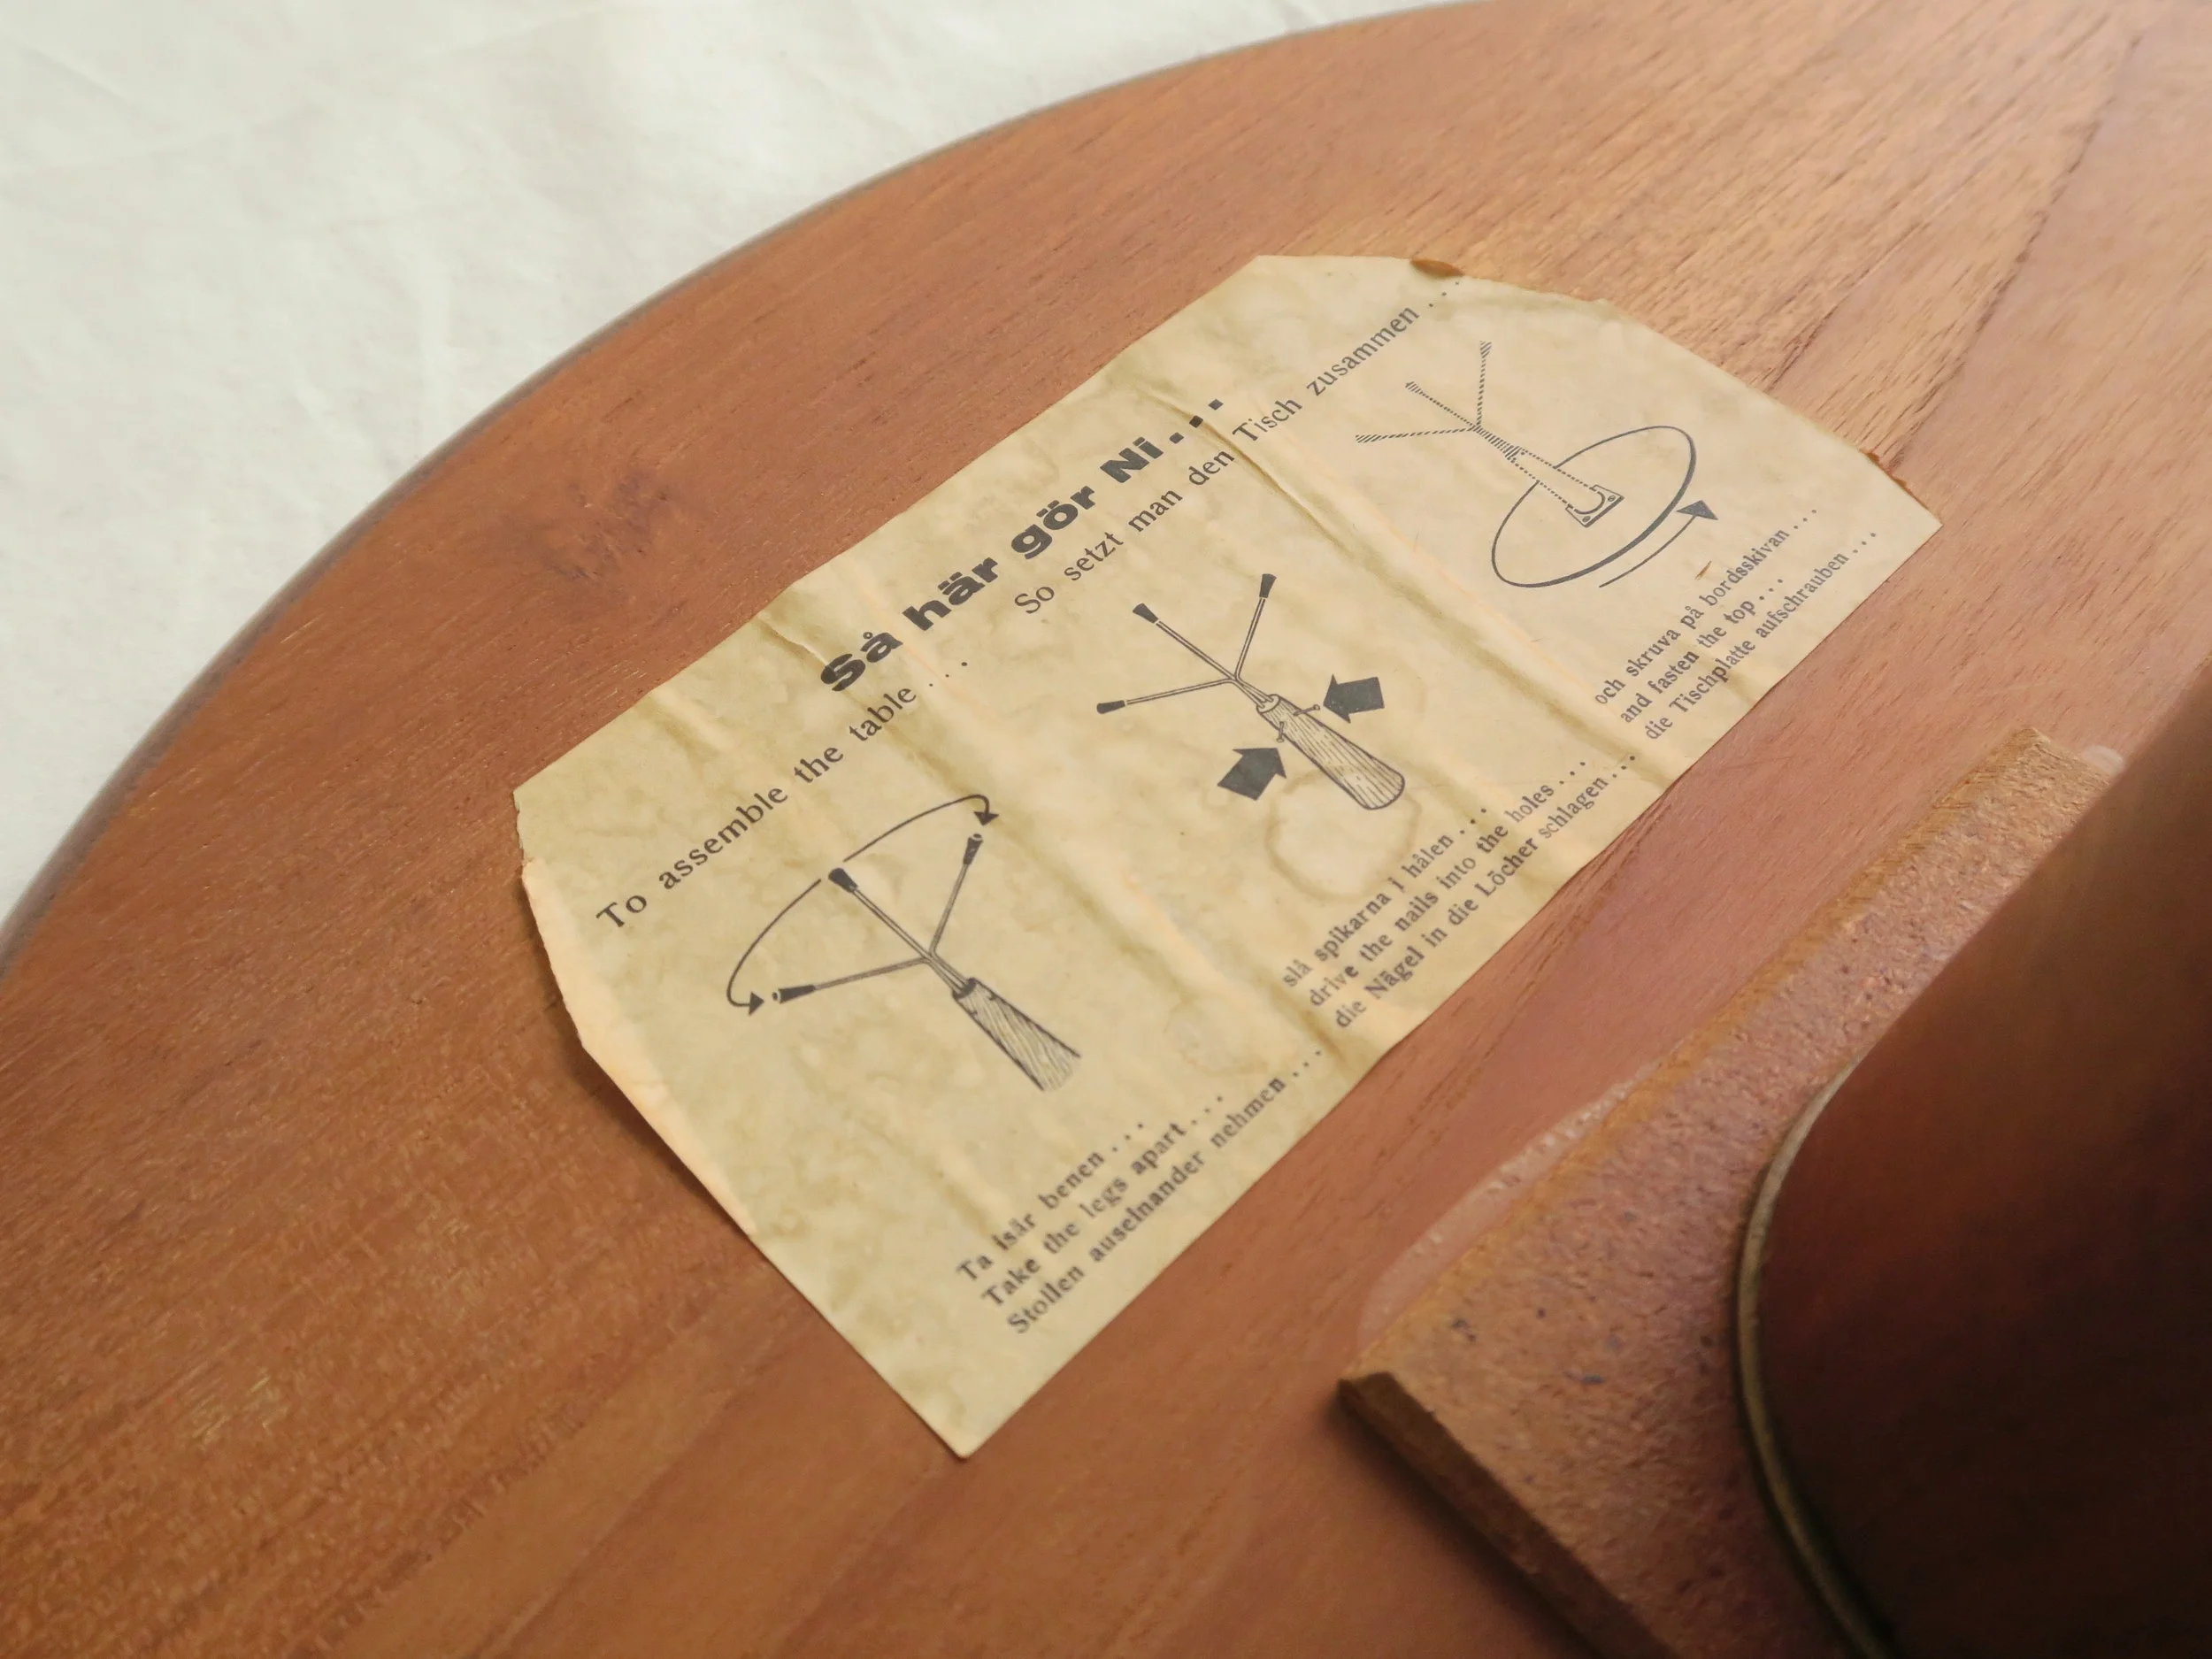 Så här gör Ni...
To assemble the table...
So setzt man den Tisch zusammen...
Ta isär benen...
Take the legs apart...
Stollen auseinander nehmen...
slå spikarna i hålen...
drive the nails into the holes...
die Nägel in die Löcher schlagen...
och skruva på bordsskivan...
and fasten the top...
die Tischplatte aufschrauben...